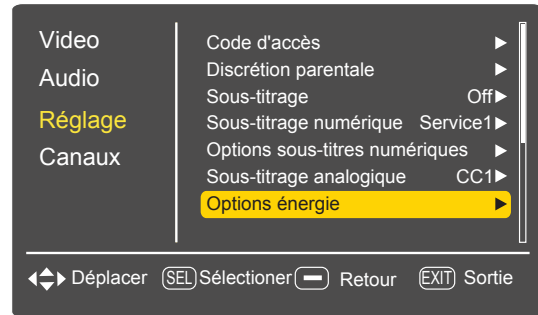 Video
Audio
Réglage
Canaux
Code d'accès ▶
Discrétion parentale ▶
Sous-titrage Off▶
Sous-titrage numérique Service1▶
Options sous-titres numériques ▶
Sous-titrage analogique CC1▶
Options énergie ▶
Déplacer SEL Sélectioner Retour EXIT Sortie